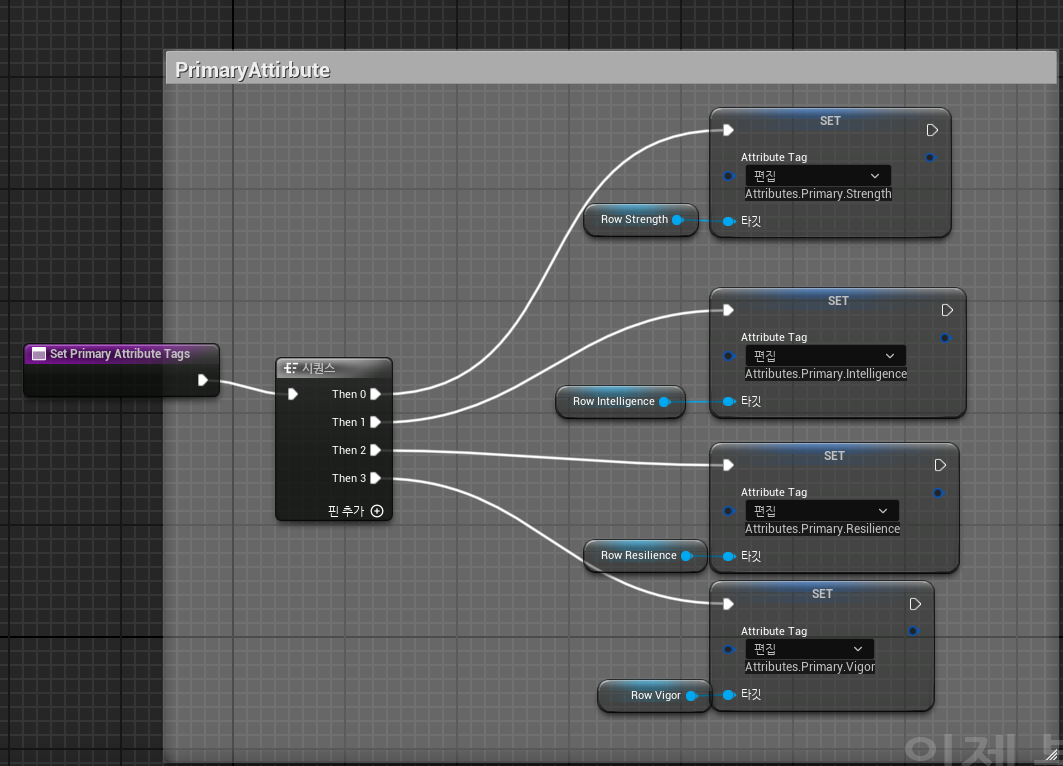 PrimaryAttirbute
SET
Attribute Tag
편집
Attributes.Primary.Strength
Row Strength
타깃
SET
Attribute Tag
편집
Attributes.Primary.Intelligence
Row Intelligence
타깃
Set Primary Attribute Tags
시퀀스
Then 0
Then 1
Then 2
Then 3
핀 추가
SET
Attribute Tag
편집
Attributes.Primary.Resilience
Row Resilience
타깃
SET
Attribute Tag
편집
Attributes.Primary.Vigor
Row Vigor
타깃